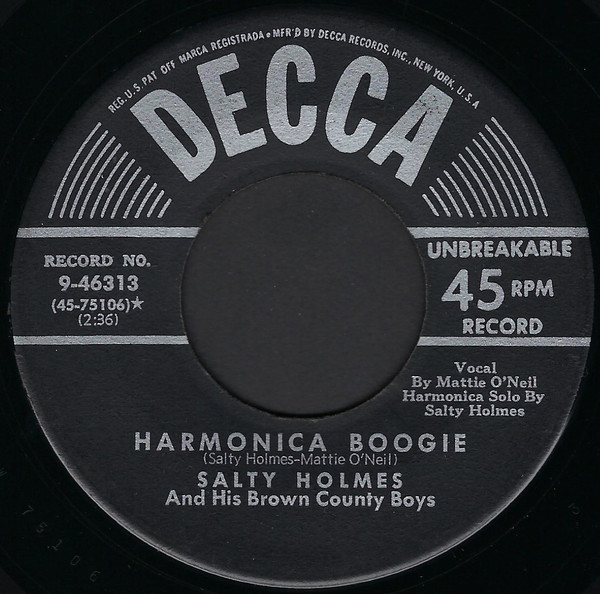 REG. U.S. PAT OFF MARCA REGISTRADA • MFR'D BY DECCA RECORDS, INC., NEW YORK, U.S.A
DECCA
RECORD NO.
9-46313
(45-75106)★
(2:36)
UNBREAKABLE
45 RPM
RECORD
Vocal
By Mattie O'Neil
Harmonica Solo By
Salty Holmes
HARMONICA BOOGIE
(Salty Holmes-Mattie O'Neil)
SALTY HOLMES
And His Brown County Boys
75106